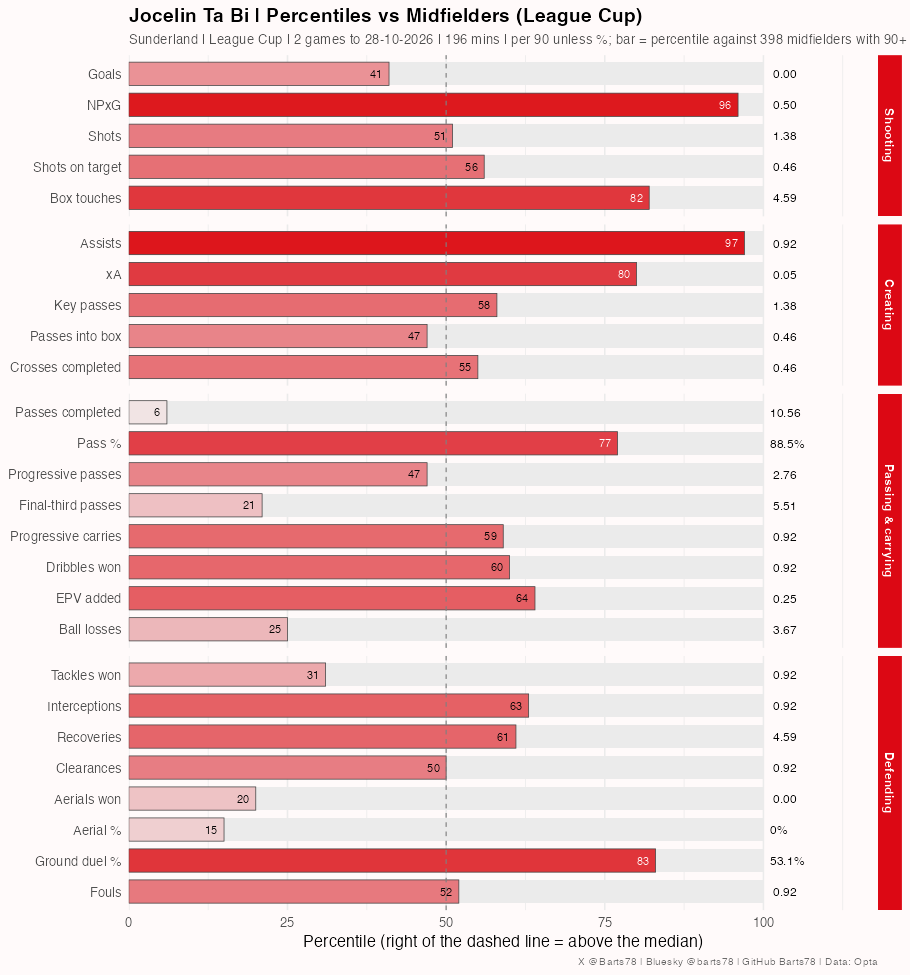 Jocelin Ta Bi | Percentiles vs Midfielders (League Cup)
Sunderland | League Cup | 2 games to 28-10-2026 | 196 mins | per 90 unless %; bar = percentile against 398 midfielders with 90+
Shooting
Goals 41 0.00
NPxG 96 0.50
Shots 51 1.38
Shots on target 56 0.46
Box touches 82 4.59
Creating
Assists 97 0.92
xA 80 0.05
Key passes 58 1.38
Passes into box 47 0.46
Crosses completed 55 0.46
Passing & carrying
Passes completed 6 10.56
Pass % 77 88.5%
Progressive passes 47 2.76
Final-third passes 21 5.51
Progressive carries 59 0.92
Dribbles won 60 0.92
EPV added 64 0.25
Ball losses 25 3.67
Defending
Tackles won 31 0.92
Interceptions 63 0.92
Recoveries 61 4.59
Clearances 50 0.92
Aerials won 20 0.00
Aerial % 15 0%
Ground duel % 83 53.1%
Fouls 52 0.92
0 25 50 75 100
Percentile (right of the dashed line = above the median)
X @Barts78 | Bluesky @barts78 | GitHub Barts78 | Data: Opta